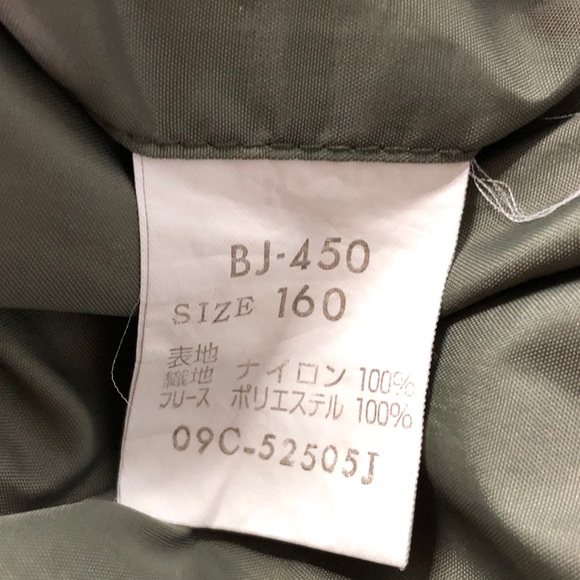 BJ-450
SIZE 160
表地
織地 ナイロン 100%
フリース ポリエステル 100%
09C-52505J